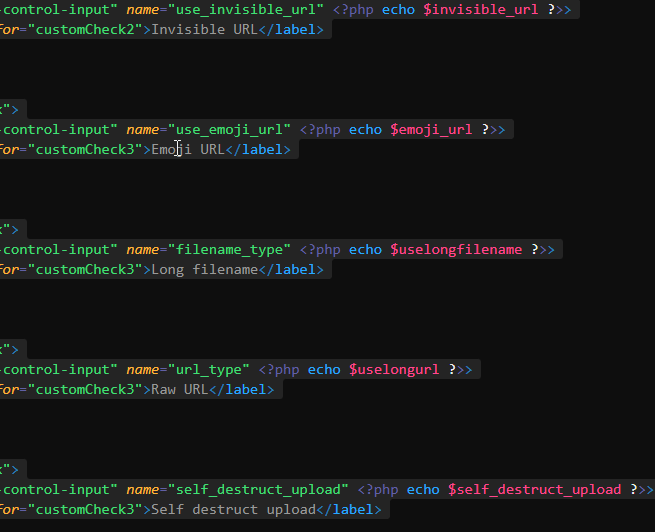 -control-input" name="use_invisible_url" <?php echo $invisible_url ?>>
for="customCheck2">Invisible URL</label>
">
-control-input" name="use_emoji_url" <?php echo $emoji_url ?>>
for="customCheck3">Emoji URL</label>
">
-control-input" name="filename_type" <?php echo $uselongfilename ?>>
for="customCheck3">Long filename</label>
">
-control-input" name="url_type" <?php echo $uselongurl ?>>
for="customCheck3">Raw URL</label>
">
-control-input" name="self_destruct_upload" <?php echo $self_destruct_upload ?>>
for="customCheck3">Self destruct upload</label>